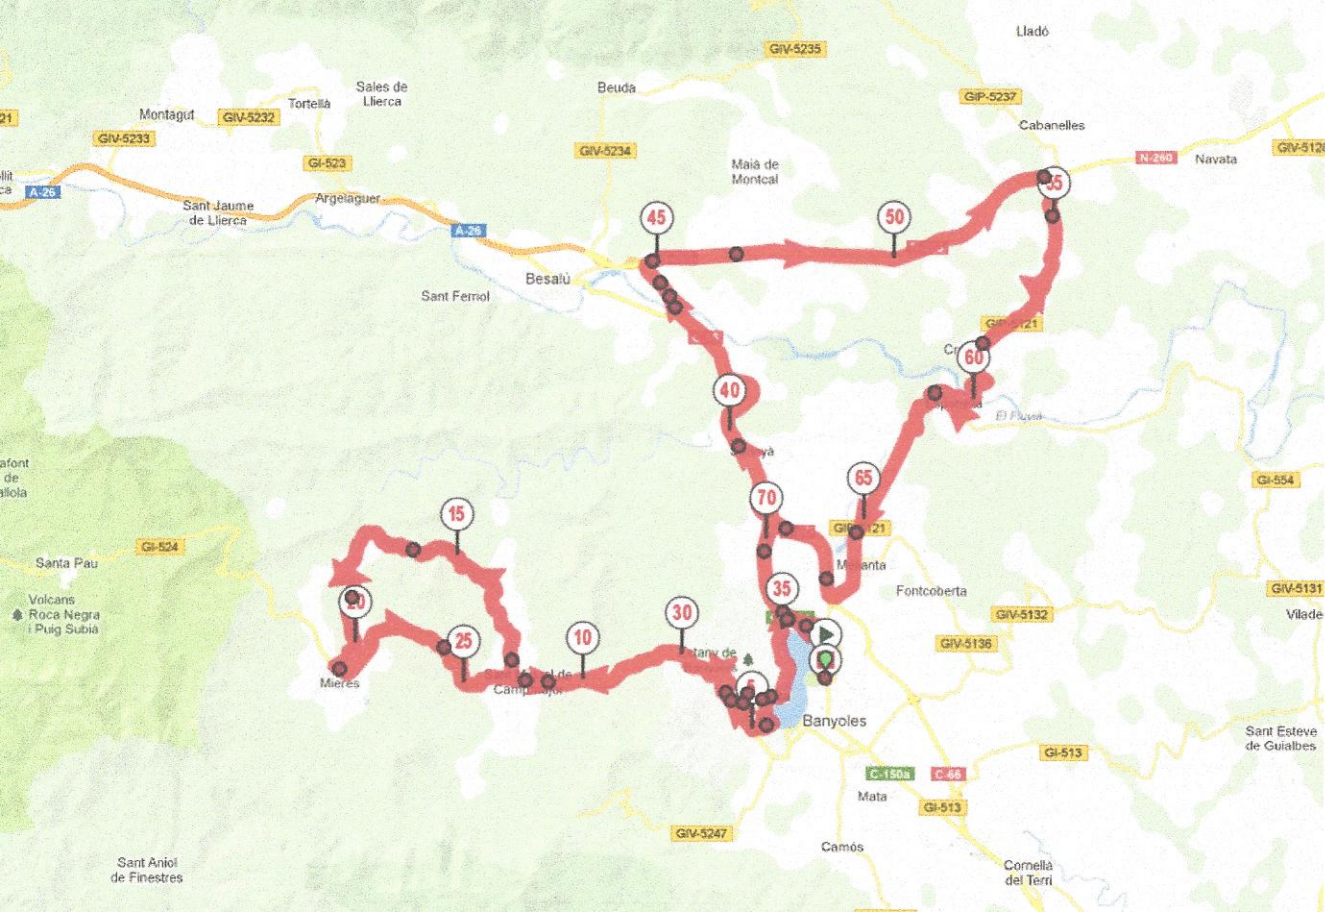 Lladó
GIV-5235
Sales de
Llierca
Beuda
GIP-5237
Tortellà
Montagut
GIV-5232
21
Cabanelles
GIV-5233
GIV-5234
GIV-5126
N-260
Navata
GI-523
Maià de
Montcal
55
A-26
Argelaguer
Sant Jaume
de Llierca
45
50
A-26
Besalú
Sant Ferriol
60
40
El Fluvià
65
GI-554
70
15
GI-524
Santa Pau
35
Fontcoberta
GIV-5131
Volcans
Roca Negra
i Puig Subià
20
GIV-5132
Vilade
30
10
25
GIV-5136
Mieres
5
Banyoles
Sant Esteve
de Guialbes
GI-513
C-150a
C-66
Mata
GI-513
GIV-5247
Camós
Sant Aniol
de Finestres
Cornellà
del Terri